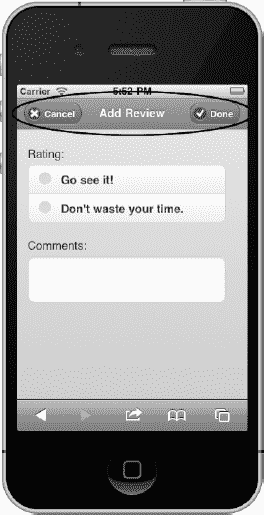 Carrier 5:52 PM
Cancel Add Review Done
Rating:
Go see it!
Don't waste your time.
Comments: